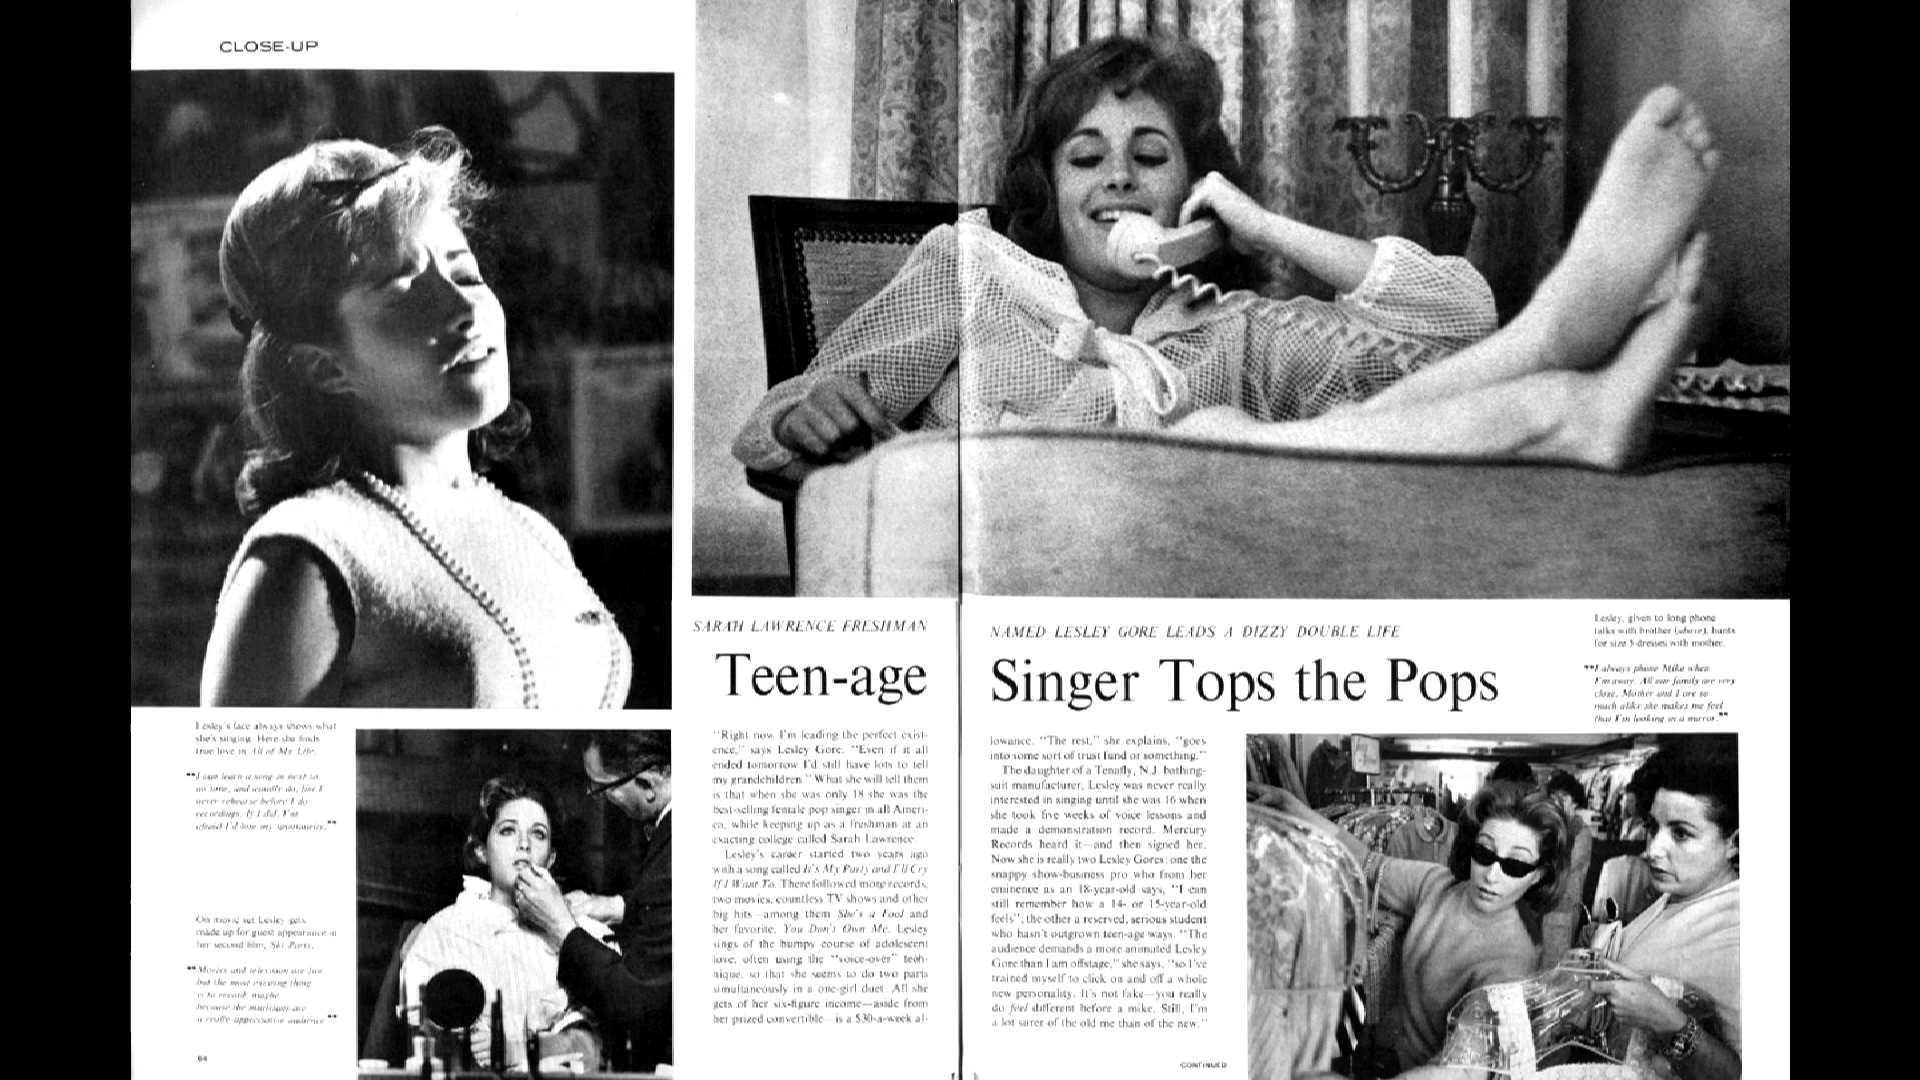 CLOSE-UP
SARAH LAWRENCE FRESHMAN
Teen-age
NAMED LESLEY GORE LEADS A DIZZY DOUBLE LIFE
Singer Tops the Pops
Lesley, given to long phone
talks with brother (above), hunts
for size 5 dresses with mother.
"I always phone Mike when
I'm away. All our family are very
close. Mother and I are so
much alike she makes me feel
that I'm looking in a mirror."
Lesley's face always shows what
she's singing. Here she finds
true love in All of My Life.
"I can learn a song in next to
no time, and usually do, but I
never rehearse before I do
recordings. If I did, I'm
afraid I'd lose my spontaneity."
On movie set Lesley gets
made up for guest appearance in
her second film, Ski Party.
"Movies and television are fun
but the most exciting thing
is to record, maybe
because the musicians are
a really appreciative audience"
64
"Right now I'm leading the perfect exist-
ence," says Lesley Gore. "Even if it all
ended tomorrow I'd still have lots to tell
my grandchildren." What she will tell them
is that when she was only 18 she was the
best-selling female pop singer in all Ameri-
ca, while keeping up as a freshman at an
exacting college called Sarah Lawrence.
Lesley's career started two years ago
with a song called It's My Party and I'll Cry
If I Want To. There followed more records,
two movies, countless TV shows and other
big hits—among them She's a Fool and
her favorite, You Don't Own Me. Lesley
sings of the bumpy course of adolescent
love, often using the "voice-over" tech-
nique, so that she seems to do two parts
simultaneously in a one-girl duet. All she
gets of her six-figure income—aside from
her prized convertible—is a $30-a-week al-
lowance. "The rest," she explains, "goes
into some sort of trust fund or something."
The daughter of a Tenafly, N.J. bathing-
suit manufacturer, Lesley was never really
interested in singing until she was 16 when
she took five weeks of voice lessons and
made a demonstration record. Mercury
Records heard it—and then signed her.
Now she is really two Lesley Gores: one the
snappy show-business pro who from her
eminence as an 18-year-old says, "I can
still remember how a 14- or 15-year-old
feels"; the other a reserved, serious student
who hasn't outgrown teen-age ways. "The
audience demands a more animated Lesley
Gore than I am offstage," she says, "so I've
trained myself to click on and off a whole
new personality. It's not fake—you really
do feel different before a mike. Still, I'm
a lot surer of the old me than of the new."
CONTINUED